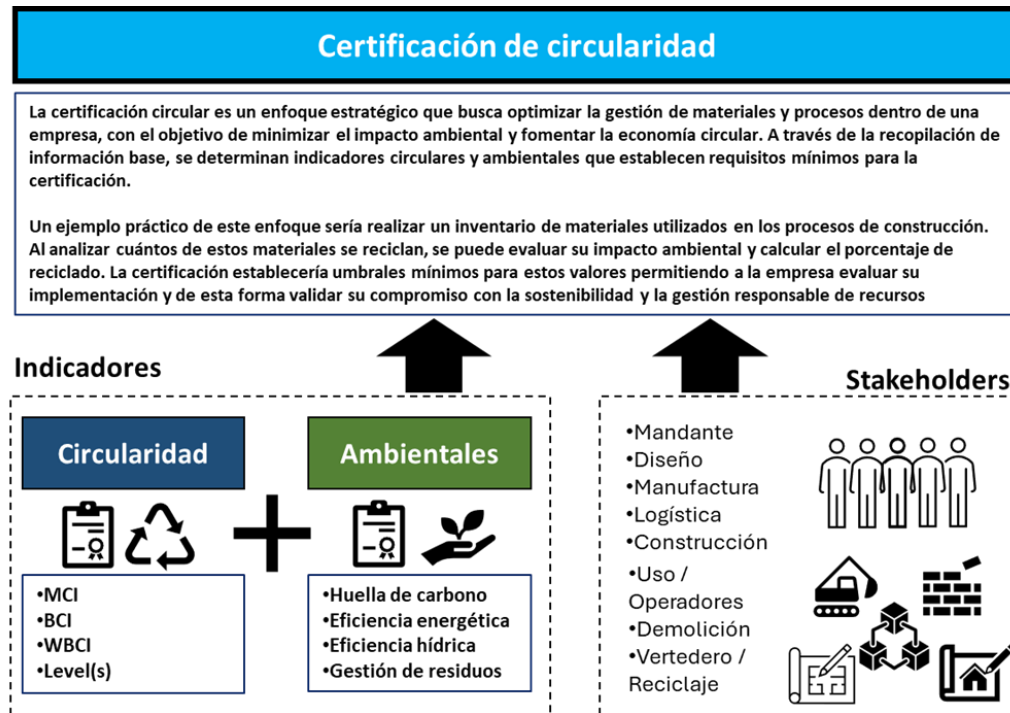 Certificación de circularidad
La certificación circular es un enfoque estratégico que busca optimizar la gestión de materiales y procesos dentro de una
empresa, con el objetivo de minimizar el impacto ambiental y fomentar la economía circular. A través de la recopilación de
información base, se determinan indicadores circulares y ambientales que establecen requisitos mínimos para la
certificación.
Un ejemplo práctico de este enfoque sería realizar un inventario de materiales utilizados en los procesos de construcción.
Al analizar cuántos de estos materiales se reciclan, se puede evaluar su impacto ambiental y calcular el porcentaje de
reciclado. La certificación establecería umbrales mínimos para estos valores permitiendo a la empresa evaluar su
implementación y de esta forma validar su compromiso con la sostenibilidad y la gestión responsable de recursos
Indicadores
Circularidad
•MCI
•BCI
•WBCI
•Level(s)
Ambientales
•Huella de carbono
•Eficiencia energética
•Eficiencia hídrica
•Gestión de residuos
Stakeholders
•Mandante
•Diseño
•Manufactura
•Logística
•Construcción
•Uso /
Operadores
•Demolición
•Vertedero /
Reciclaje